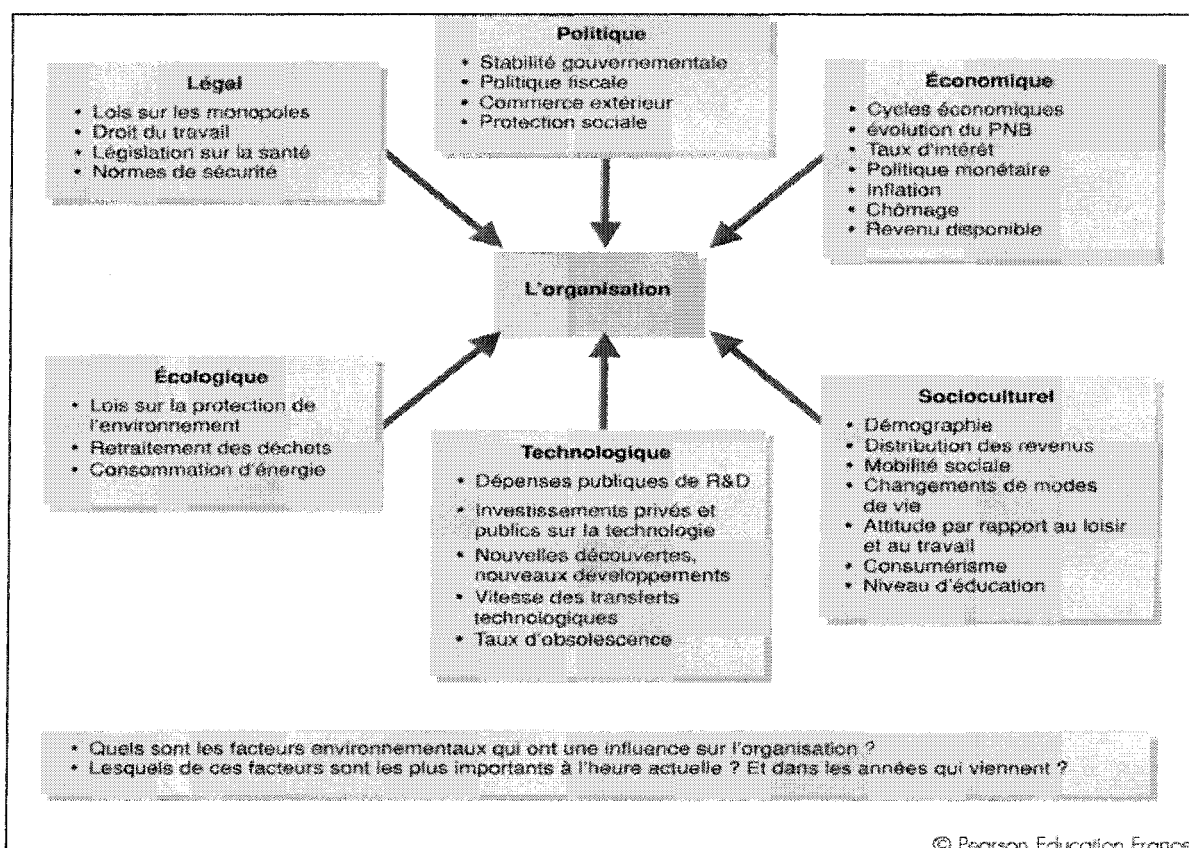 Politique
• Stabilité gouvernementale
• Politique fiscale
• Commerce extérieur
• Protection sociale
Légal
• Lois sur les monopoles
• Droit du travail
• Législation sur la santé
• Normes de sécurité
Économique
• Cycles économiques
• évolution du PNB
• Taux d'intérêt
• Politique monétaire
• Inflation
• Chômage
• Revenu disponible
L'organisation
Écologique
• Lois sur la protection de
l'environnement
• Retraitement des déchets
• Consommation d'énergie
Technologique
• Dépenses publiques de R&D
• Investissements privés et
publics sur la technologie
• Nouvelles découvertes,
nouveaux développements
• Vitesse des transferts
technologiques
• Taux d'obsolescence
Socioculturel
• Démographie
• Distribution des revenus
• Mobilité sociale
• Changements de modes
de vie
• Attitude par rapport au loisir
et au travail
• Consumérisme
• Niveau d'éducation
• Quels sont les facteurs environnementaux qui ont une influence sur l'organisation ?
• Lesquels de ces facteurs sont les plus importants à l'heure actuelle ? Et dans les années qui viennent ?
© Pearson Education France